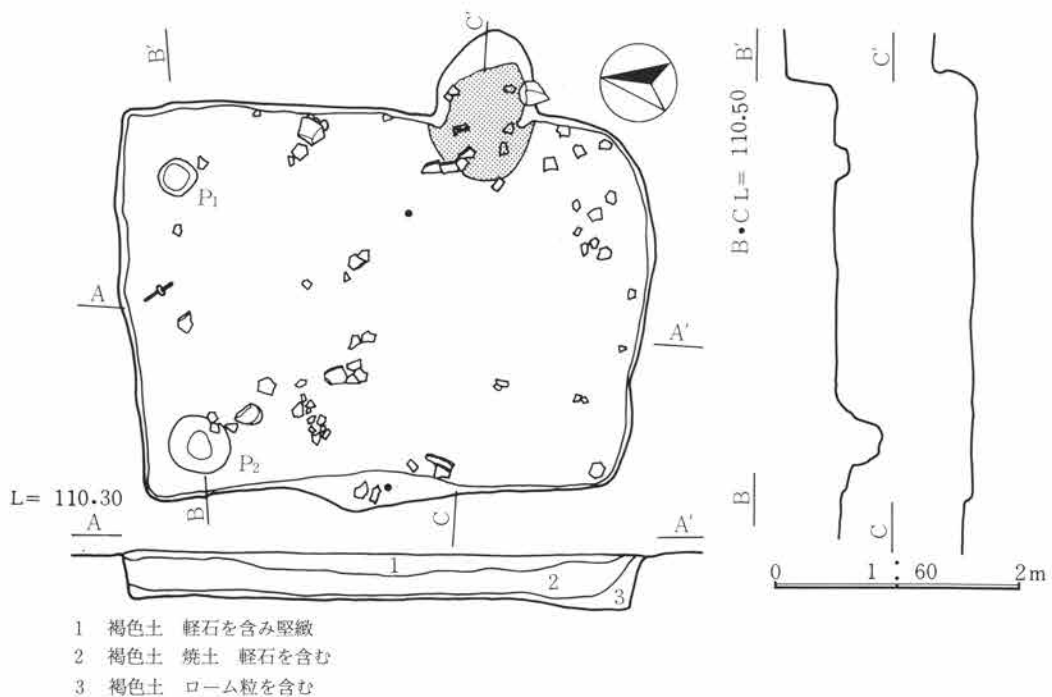 B'
C'
P₁
A
A'
P₂
L= 110.30
B
C
A
A'
1
2
3
B'
C'
B•C L= 110.50
B
C
0 1 : 60 2m
1 褐色土 軽石を含み堅緻
2 褐色土 焼土 軽石を含む
3 褐色土 ローム粒を含む